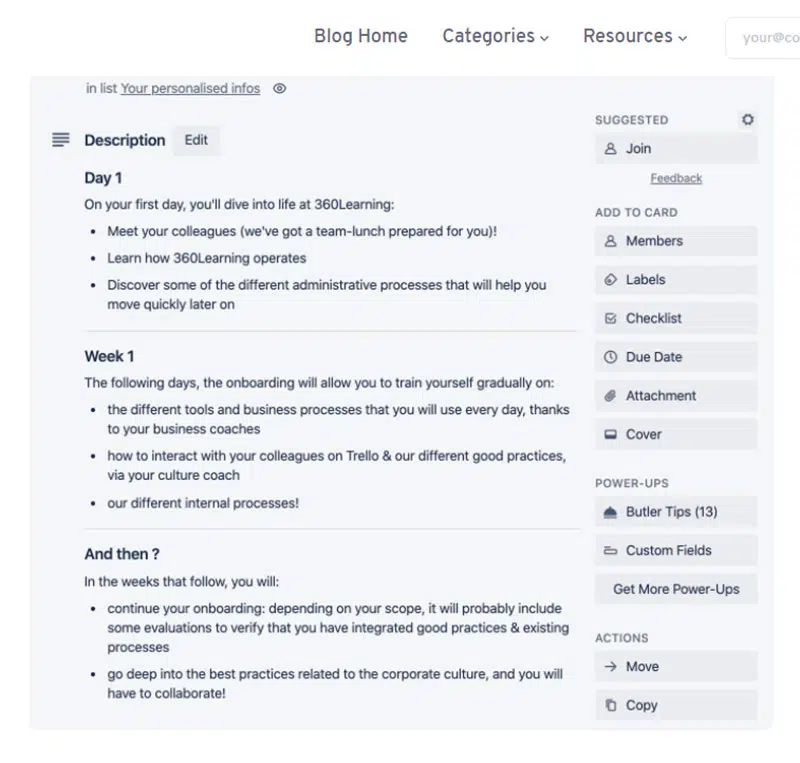 Blog Home Categories Resources your@co
in list Your personalised infos
Description Edit
Day 1
On your first day, you'll dive into life at 360Learning:
• Meet your colleagues (we've got a team-lunch prepared for you)!
• Learn how 360Learning operates
• Discover some of the different administrative processes that will help you
move quickly later on
Week 1
The following days, the onboarding will allow you to train yourself gradually on:
• the different tools and business processes that you will use every day, thanks
to your business coaches
• how to interact with your colleagues on Trello & our different good practices,
via your culture coach
• our different internal processes!
And then ?
In the weeks that follow, you will:
• continue your onboarding: depending on your scope, it will probably include
some evaluations to verify that you have integrated good practices & existing
processes
• go deep into the best practices related to the corporate culture, and you will
have to collaborate!
SUGGESTED
Join
Feedback
ADD TO CARD
Members
Labels
Checklist
Due Date
Attachment
Cover
POWER-UPS
Butler Tips (13)
Custom Fields
Get More Power-Ups
ACTIONS
Move
Copy